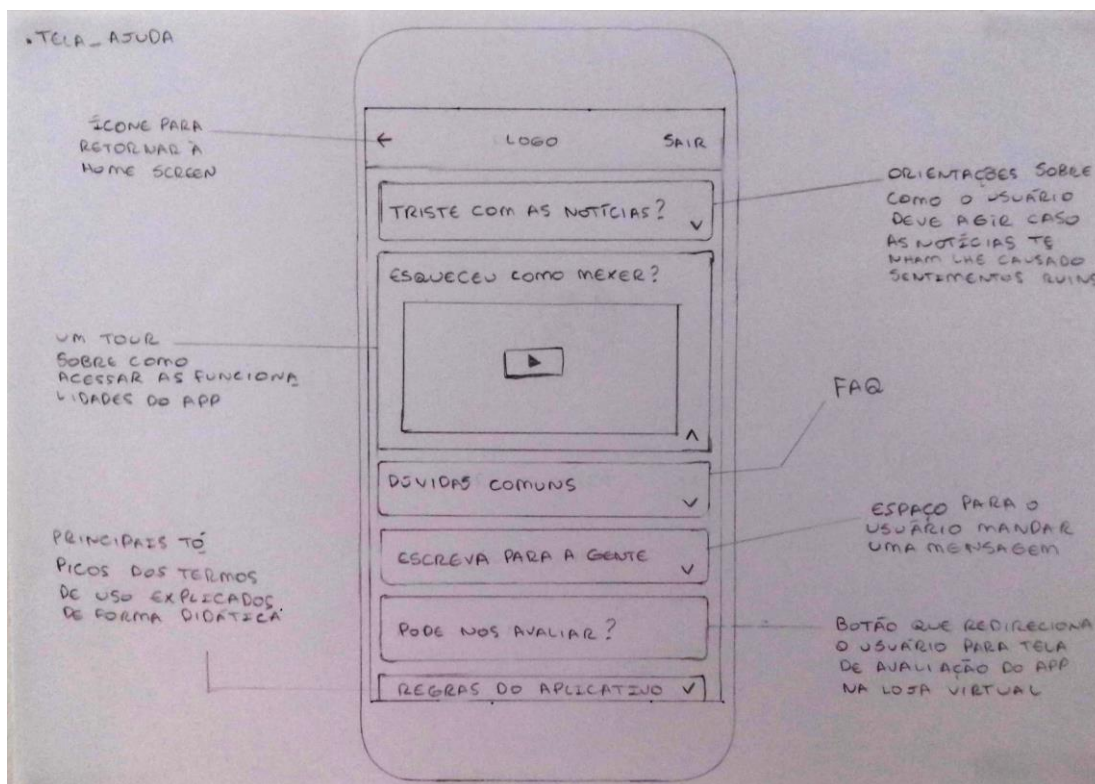 .TELA_AJUDA
ÍCONE PARA
RETORNAR À
HOME SCREEN
← LOGO SAIR
TRISTE COM AS NOTÍCIAS?
ORIENTAÇÕES SOBRE
COMO O USUÁRIO
DEVE AGIR CASO
AS NOTÍCIAS TE
NHAM LHE CAUSADO
SENTIMENTOS RUINS
ESQUECEU COMO MEXER?
UM TOUR
SOBRE COMO
ACESSAR AS FUNCIONA
LIDADES DO APP
FAQ
DÚVIDAS COMUNS
ESCREVA PARA A GENTE
ESPAÇO PARA O
USUÁRIO MANDAR
UMA MENSAGEM
PRINCIPAIS TÓ
PICOS DOS TERMOS
DE USO EXPLICADOS
DE FORMA DIDÁTICA
PODE NOS AVALIAR?
BOTÃO QUE REDIRECIONA
O USUÁRIO PARA TELA
DE AVALIAÇÃO DO APP
NA LOJA VIRTUAL
REGRAS DO APLICATIVO